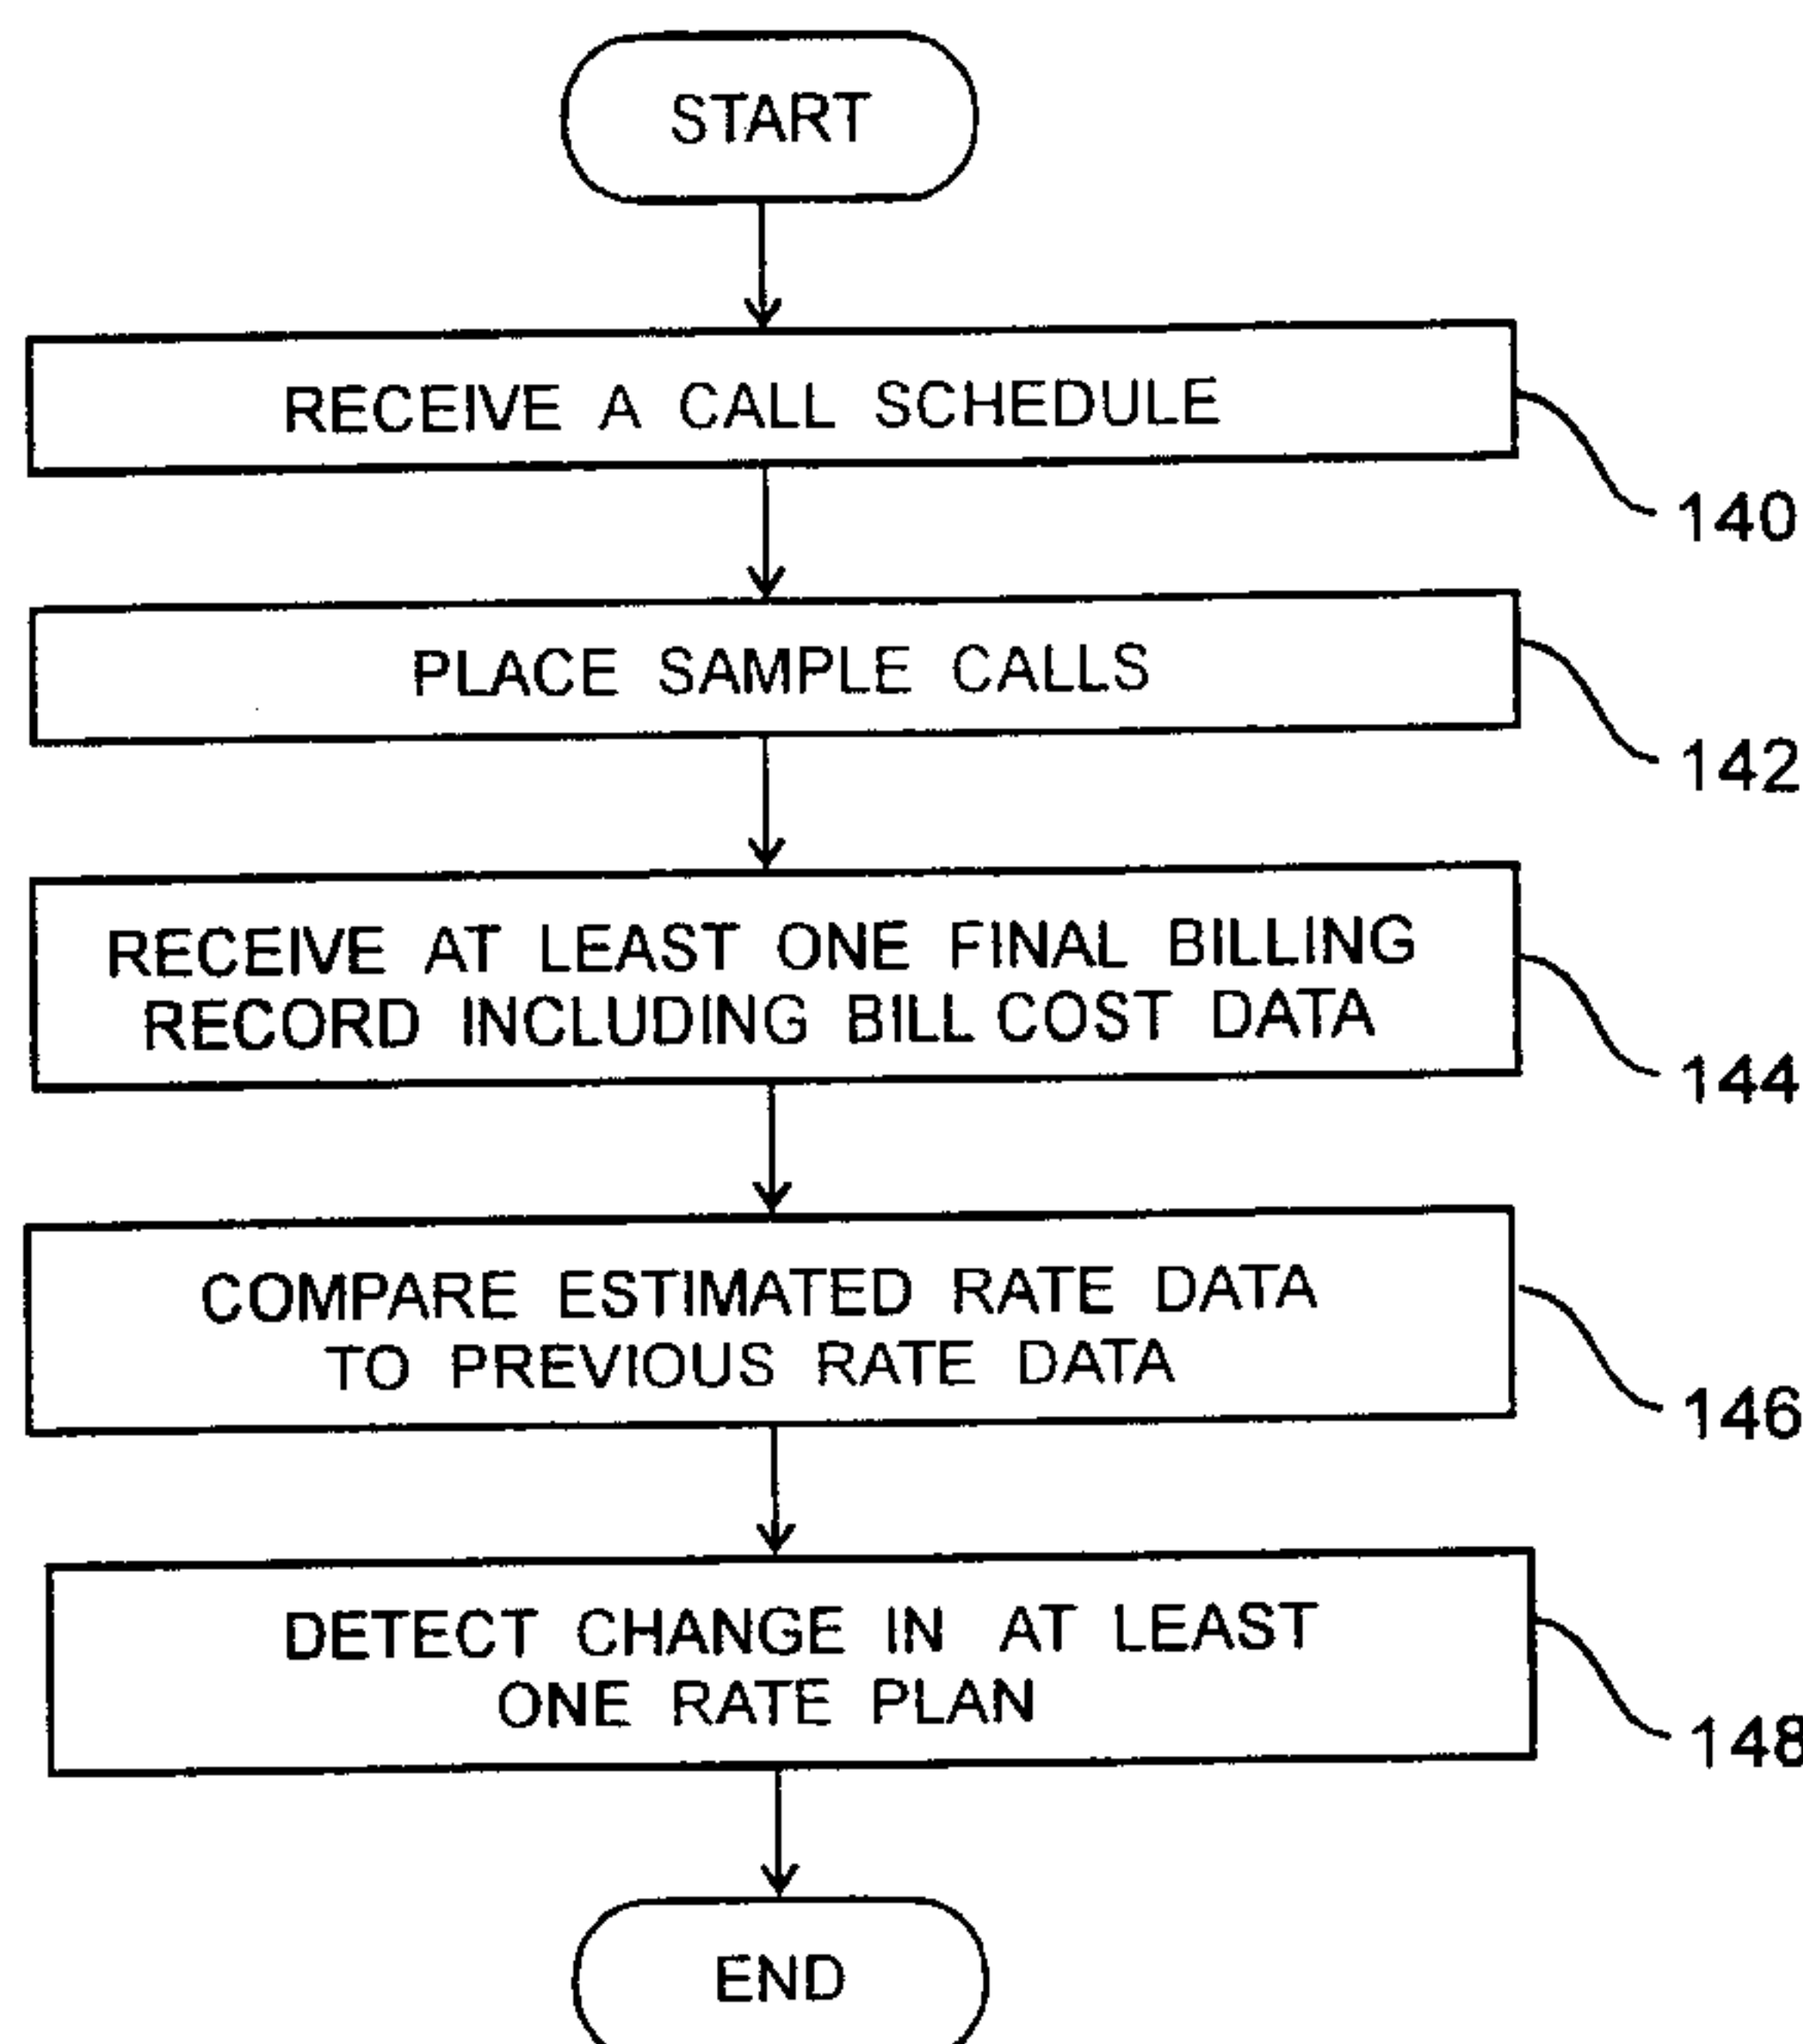 START
RECEIVE A CALL SCHEDULE
140
PLACE SAMPLE CALLS
142
RECEIVE AT LEAST ONE FINAL BILLING
RECORD INCLUDING BILL COST DATA
144
COMPARE ESTIMATED RATE DATA
TO PREVIOUS RATE DATA
146
DETECT CHANGE IN AT LEAST
ONE RATE PLAN
148
END